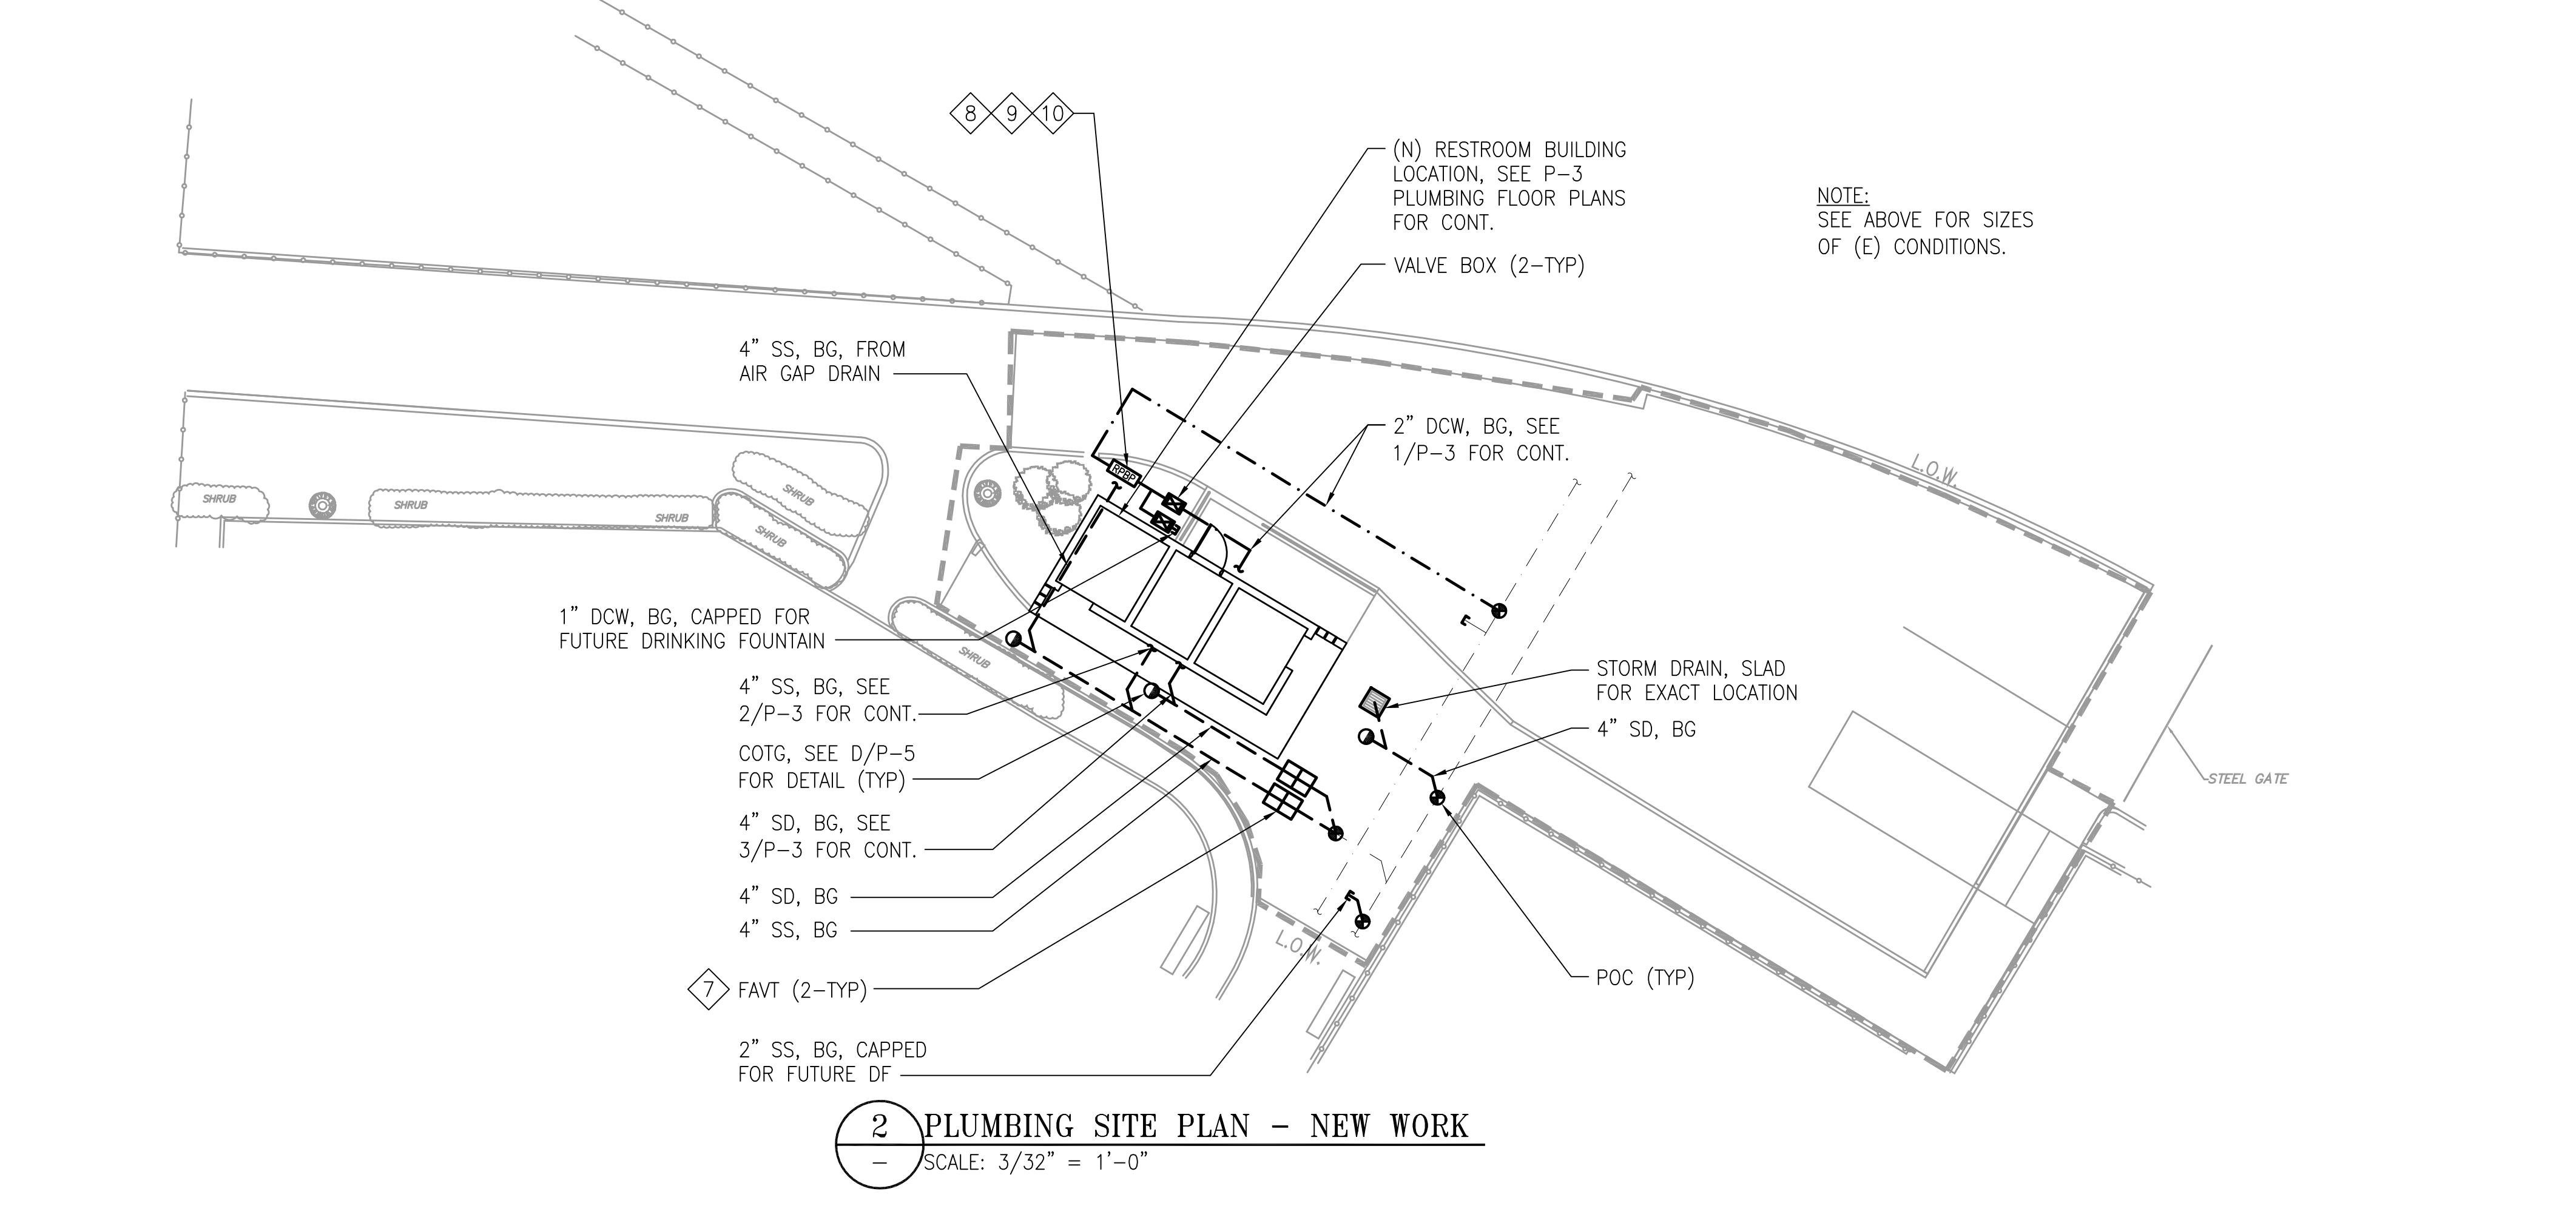 8 9 10
(N) RESTROOM BUILDING
LOCATION, SEE P-3
PLUMBING FLOOR PLANS
FOR CONT.
NOTE:
SEE ABOVE FOR SIZES
OF (E) CONDITIONS.
VALVE BOX (2-TYP)
4" SS, BG, FROM
AIR GAP DRAIN
2" DCW, BG, SEE
1/P-3 FOR CONT.
L.O.W.
RPBP
SHRUB
SHRUB
SHRUB
SHRUB
SHRUB
SHRUB
1" DCW, BG, CAPPED FOR
FUTURE DRINKING FOUNTAIN
4" SS, BG, SEE
2/P-3 FOR CONT.
COTG, SEE D/P-5
FOR DETAIL (TYP)
4" SD, BG, SEE
3/P-3 FOR CONT.
4" SD, BG
4" SS, BG
7 FAVT (2-TYP)
2" SS, BG, CAPPED
FOR FUTURE DF
STORM DRAIN, SLAD
FOR EXACT LOCATION
4" SD, BG
STEEL GATE
L.O.W.
POC (TYP)
2 PLUMBING SITE PLAN - NEW WORK
- SCALE: 3/32" = 1'-0"